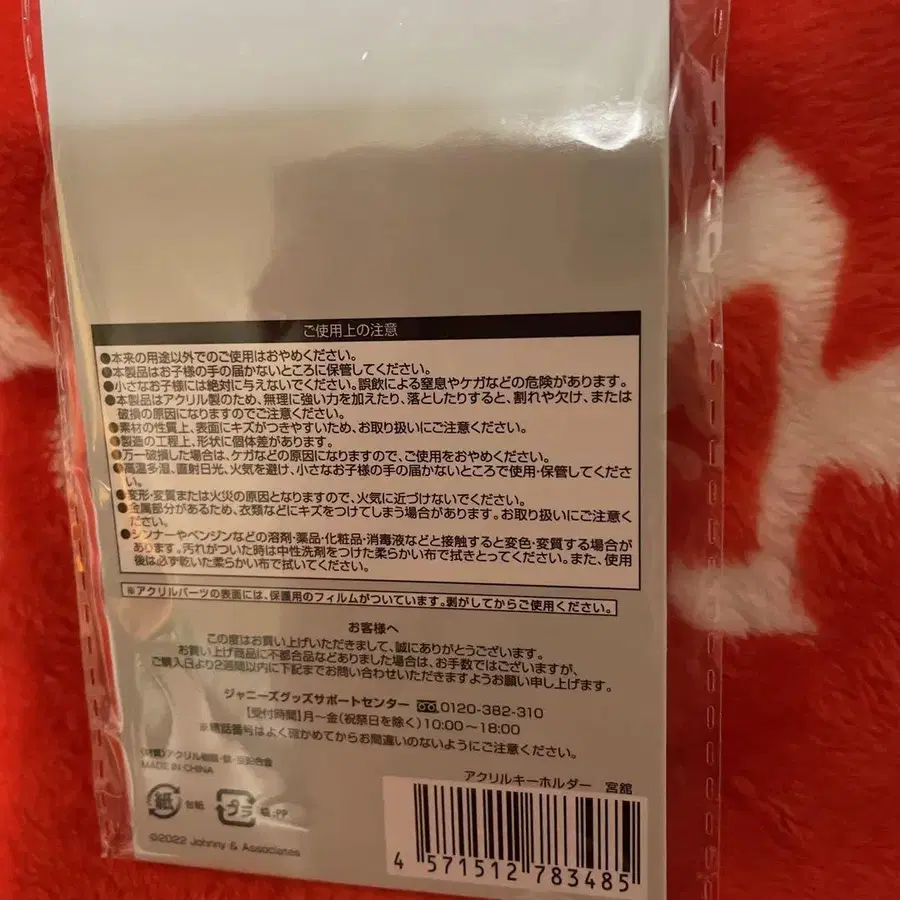 ご使用上の注意
●本来の用途以外でのご使用はおやめください。
●本製品はお子様の手の届かないところに保管してください。
●小さなお子様には絶対に与えないでください。誤飲による窒息やケガなどの危険があります。
●本製品はアクリル製のため、無理に強い力を加えたり、落としたりすると、割れや欠け、または
破損の原因になりますのでご注意ください。
●素材の性質上、表面にキズがつきやすいため、お取り扱いにご注意ください。
●製造の工程上、形状に個体差があります。
●万一破損した場合は、ケガなどの原因になりますので、ご使用をおやめください。
●高温多湿、直射日光、火気を避け、小さなお子様の手の届かないところで使用・保管してくださ
い。
●変形・変質または火災の原因となりますので、火気に近づけないでください。
●金属部分があるため、衣類などにキズをつけてしまう場合があります。お取り扱いにご注意く
ださい。
●シンナーやベンジンなどの溶剤・薬品・化粧品・消毒液などと接触すると変色・変質する場合が
あります。汚れがついた時は中性洗剤をつけた柔らかい布で拭きとってください。また、使用
後は必ず乾いた柔らかい布で拭いてください。
※アクリルパーツの表面には、保護用のフィルムがついています。剥がしてからご使用ください。
お客様へ
この度はお買い上げいただきまして、誠にありがとうございます。
お買い上げ商品に不都合品などありました場合は、お手数ではございますが、
ご購入日より2週間以内に下記までお問い合わせいただきますようお願い申し上げます。
ジャニーズグッズサポートセンター 0120-382-310
【受付時間】月〜金(祝祭日を除く)10:00〜18:00
※電話番号はよく確かめてからお間違いのないようにご注意ください。
(材質)アクリル樹脂・鉄・亜鉛合金
MADE IN CHINA
アクリルキーホルダー 宮舘
紙 台紙 プラ 袋:PP
©2022 Johnny & Associates
4 571512 783485